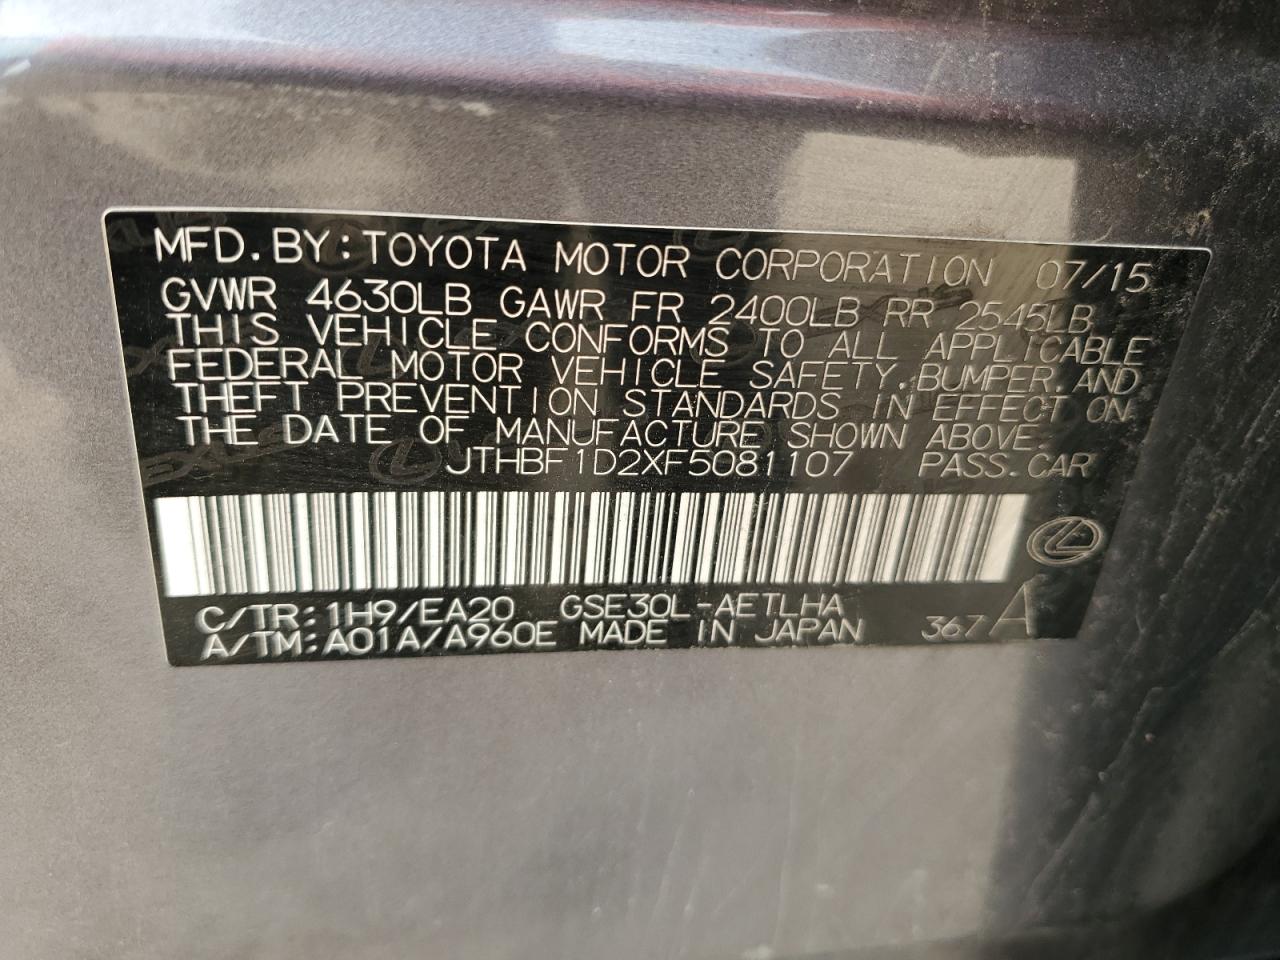 MFD. BY: TOYOTA MOTOR CORPORATION 07/15
GVWR 4630LB GAWR FR 2400LB RR 2545LB
THIS VEHICLE CONFORMS TO ALL APPLICABLE
FEDERAL MOTOR VEHICLE SAFETY, BUMPER, AND
THEFT PREVENTION STANDARDS IN EFFECT ON
THE DATE OF MANUFACTURE SHOWN ABOVE.
JTHBF1D2XF5081107 PASS. CAR
C/TR: 1H9/EA20 GSE30L-AETLHA
A/TM: A01A/A960E MADE IN JAPAN 367 A